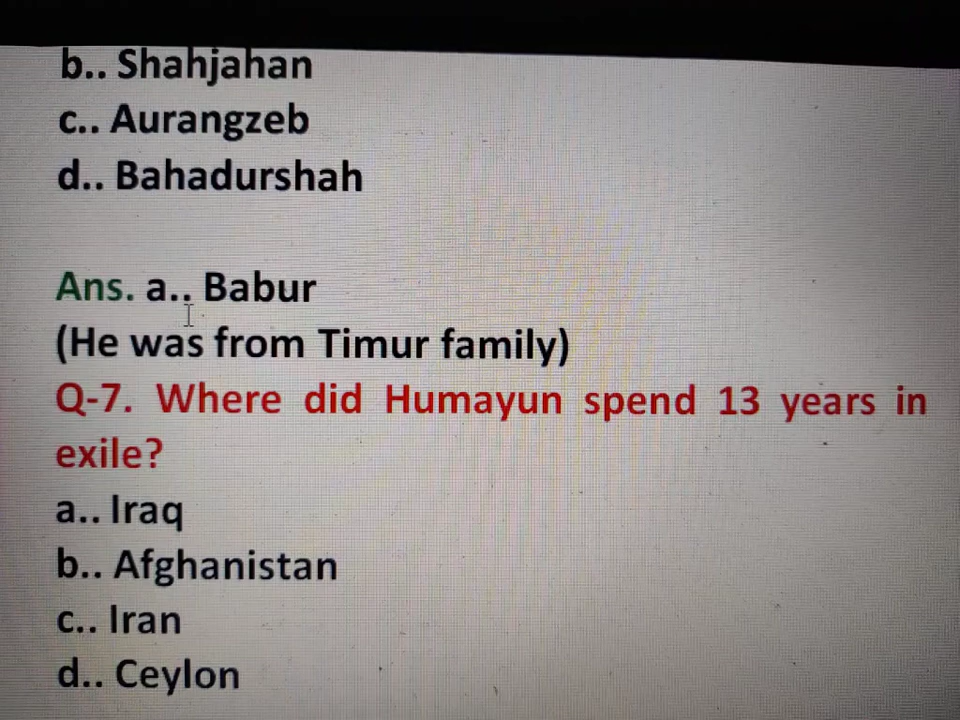 b.. Shahjahan
c.. Aurangzeb
d.. Bahadurshah
Ans. a.. Babur
(He was from Timur family)
Q-7. Where did Humayun spend 13 years in
exile?
a.. Iraq
b.. Afghanistan
c.. Iran
d.. Ceylon